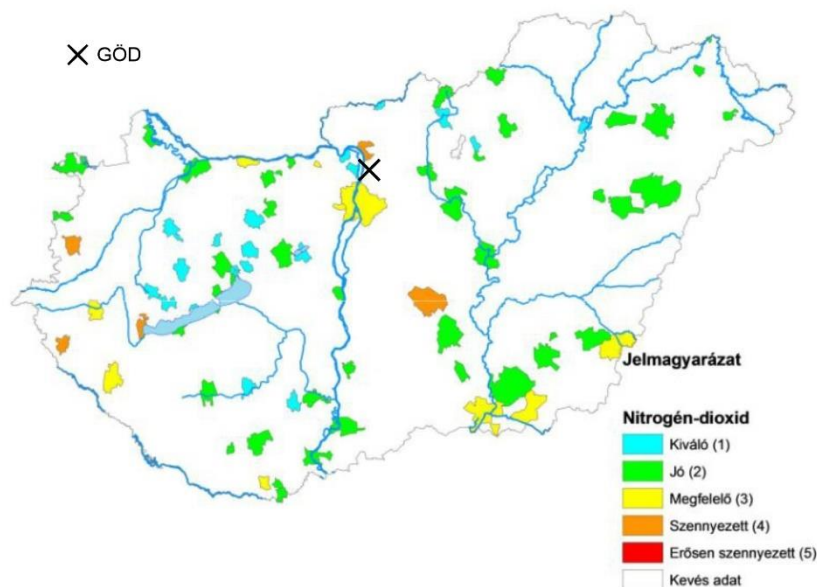 GÖD
Jelmagyarázat
Nitrogén-dioxid
Kiváló (1)
Jó (2)
Megfelelő (3)
Szennyezett (4)
Erősen szennyezett (5)
Kevés adat